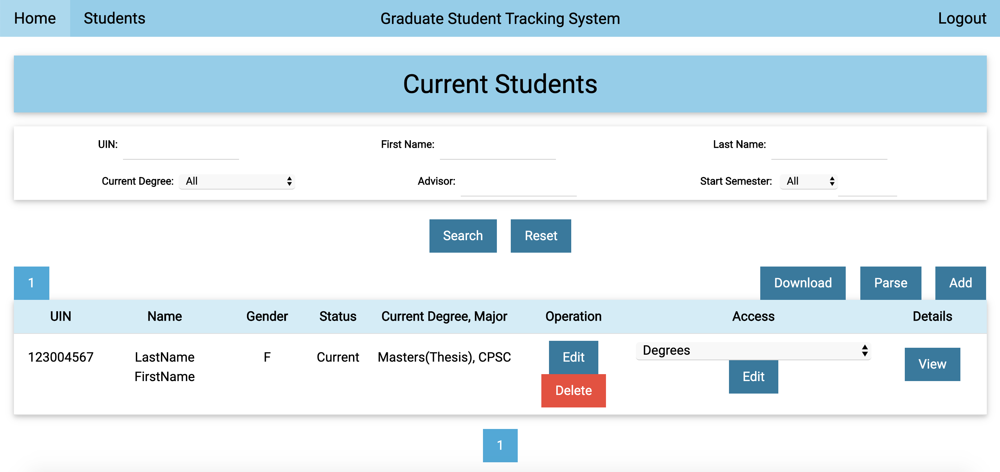 Home Students Graduate Student Tracking System Logout
Current Students
UIN: First Name: Last Name:
Current Degree: All Advisor: Start Semester: All
Search Reset
1 Download Parse Add
UIN Name Gender Status Current Degree, Major Operation Access Details
123004567 LastName F Current Masters(Thesis), CPSC Edit Degrees View
FirstName Delete Edit
1